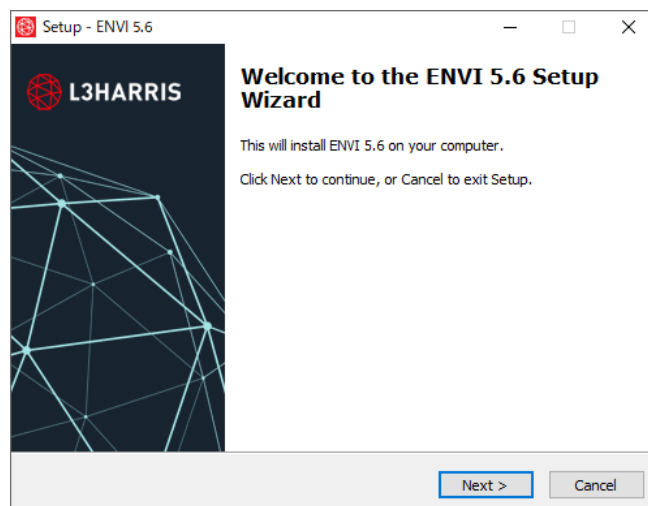 Setup - ENVI 5.6
L3HARRIS
Welcome to the ENVI 5.6 Setup
Wizard
This will install ENVI 5.6 on your computer.
Click Next to continue, or Cancel to exit Setup.
Next >
Cancel